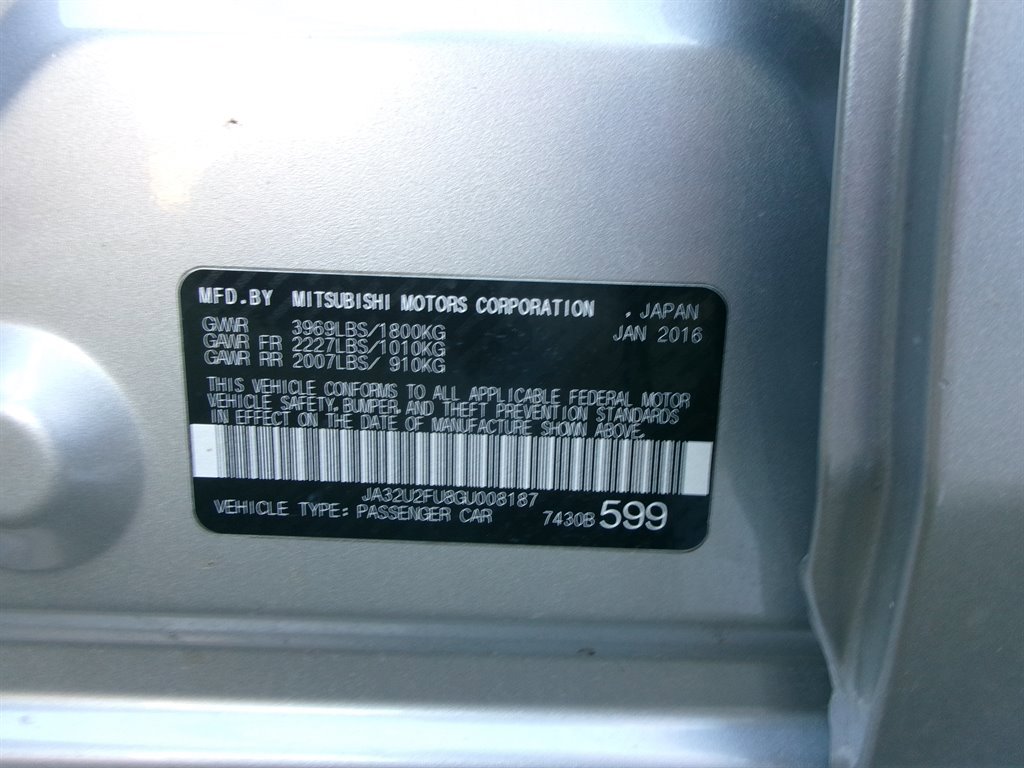 MFD.BY MITSUBISHI MOTORS CORPORATION , JAPAN
GVWR 3969LBS/1800KG JAN 2016
GAWR FR 2227LBS/1010KG
GAWR RR 2007LBS/ 910KG
THIS VEHICLE CONFORMS TO ALL APPLICABLE FEDERAL MOTOR
VEHICLE SAFETY, BUMPER, AND THEFT PREVENTION STANDARDS
IN EFFECT ON THE DATE OF MANUFACTURE SHOWN ABOVE.
JA32U2FU8GU008187
VEHICLE TYPE: PASSENGER CAR 7430B 599